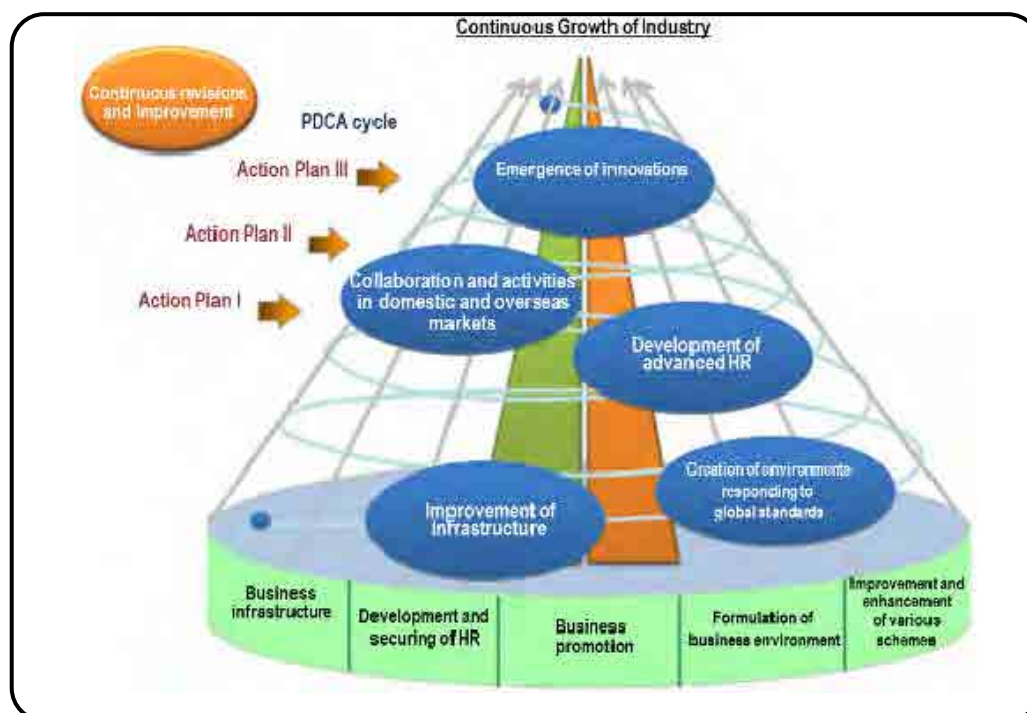 Continuous Growth of Industry
Continuous revisions
and improvement
PDCA cycle
Action Plan III
Action Plan II
Action Plan I
Emergence of innovations
Collaboration and activities
in domestic and overseas
markets
Development of
advanced HR
Creation of environments
responding to
global standards
Improvement of
infrastructure
Business
infrastructure
Development and
securing of HR
Business
promotion
Formulation of
business environment
Improvement and
enhancement
of various
schemes